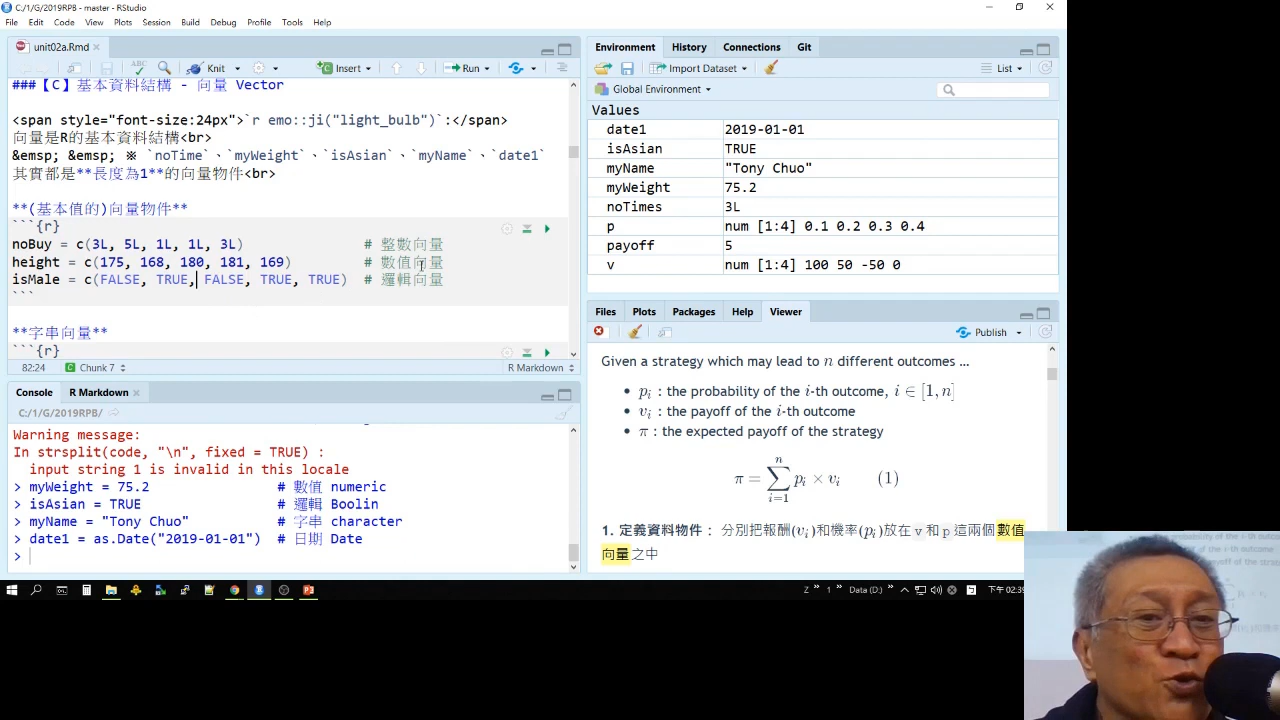 C:/1/G/2019RPB - master - RStudio
File Edit Code View Plots Session Build Debug Profile Tools Help
unit02a.Rmd
ABC Knit Insert Run
###【C】基本資料結構 - 向量 Vector
<span style="font-size:24px">`r emo::ji("light_bulb")`:</span>
向量是R的基本資料結構<br>
&emsp; &emsp; ※ `noTime`、`myWeight`、`isAsian`、`myName`、`date1`
其實都是**長度為1**的向量物件<br>
**(基本值的)向量物件**
```{r}
noBuy = c(3L, 5L, 1L, 1L, 3L) # 整數向量
height = c(175, 168, 180, 181, 169) # 數值向量
isMale = c(FALSE, TRUE, FALSE, TRUE, TRUE) # 邏輯向量
```
**字串向量**
```{r}
82:24 Chunk 7 R Markdown
Console R Markdown
C:/1/G/2019RPB/
Warning message:
In strsplit(code, "\n", fixed = TRUE) :
input string 1 is invalid in this locale
> myWeight = 75.2 # 數值 numeric
> isAsian = TRUE # 邏輯 Boolin
> myName = "Tony Chuo" # 字串 character
> date1 = as.Date("2019-01-01") # 日期 Date
>
Environment History Connections Git
Import Dataset List
Global Environment
Values
date1 2019-01-01
isAsian TRUE
myName "Tony Chuo"
myWeight 75.2
noTimes 3L
p num [1:4] 0.1 0.2 0.3 0.4
payoff 5
v num [1:4] 100 50 -50 0
Files Plots Packages Help Viewer
Publish
Given a strategy which may lead to n different outcomes …
• pi : the probability of the i-th outcome, i ∈ [1, n]
• vi : the payoff of the i-th outcome
• π : the expected payoff of the strategy
π = ∑ i=1 n pi × vi (1)
1. 定義資料物件： 分別把報酬(vi)和機率(pi)放在 v 和 p 這兩個數值
向量之中
Z » 1 » Data (D:) » 下午 02:39